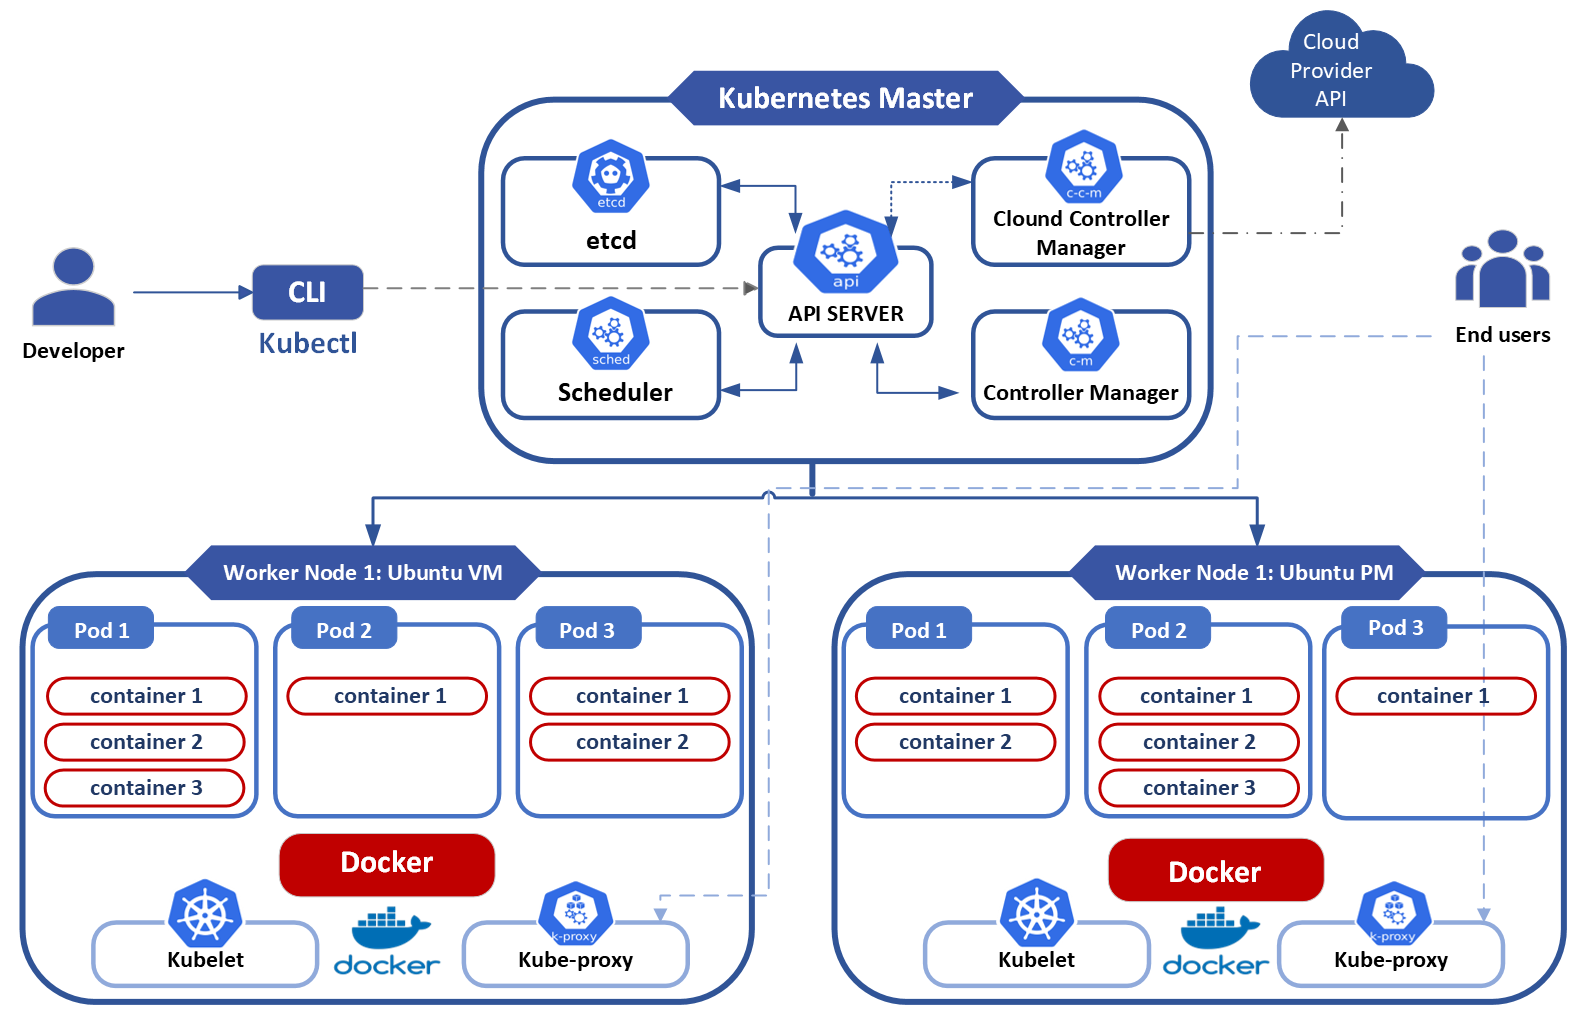 Cloud
Provider
API
Kubernetes Master
etcd
etcd
c-c-m
Clound Controller
Manager
api
API SERVER
sched
Scheduler
c-m
Controller Manager
Developer
CLI
Kubectl
End users
Worker Node 1: Ubuntu VM
Pod 1
container 1
container 2
container 3
Pod 2
container 1
Pod 3
container 1
container 2
Docker
Kubelet
docker
k-proxy
Kube-proxy
Worker Node 1: Ubuntu PM
Pod 1
container 1
container 2
Pod 2
container 1
container 2
container 3
Pod 3
container 1
Docker
Kubelet
docker
k-proxy
Kube-proxy